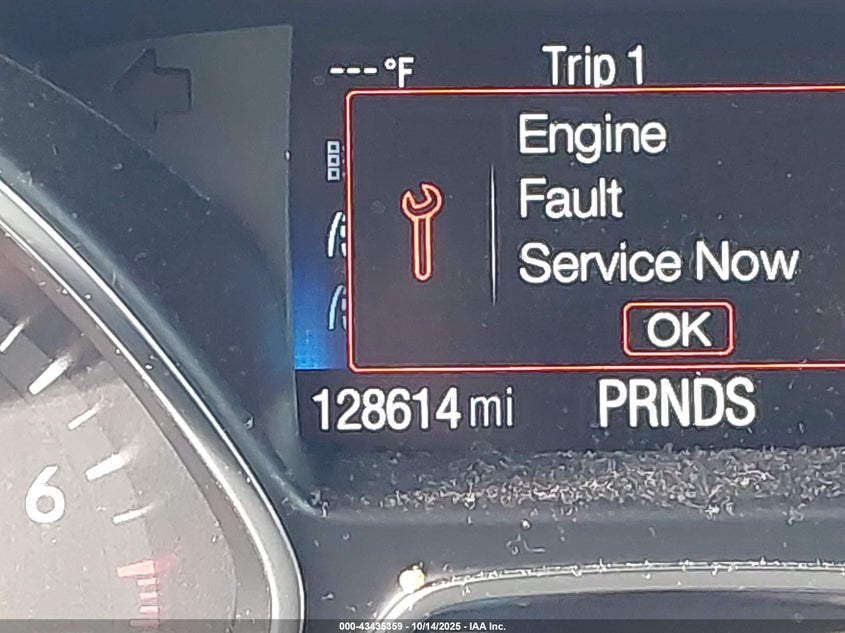 ---°F
Trip 1
Engine
Fault
Service Now
OK
128614 mi
PRNDS
6
000-43435359 - 10/14/2025 - IAA Inc.